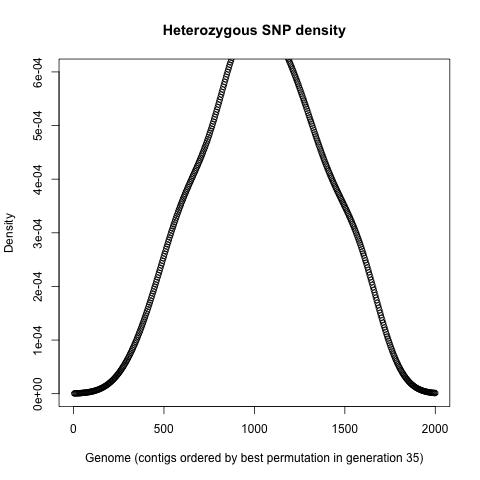 Heterozygous SNP density
6e-04
5e-04
4e-04
3e-04
2e-04
1e-04
0e+00
Density
0 500 1000 1500 2000
Genome (contigs ordered by best permutation in generation 35)